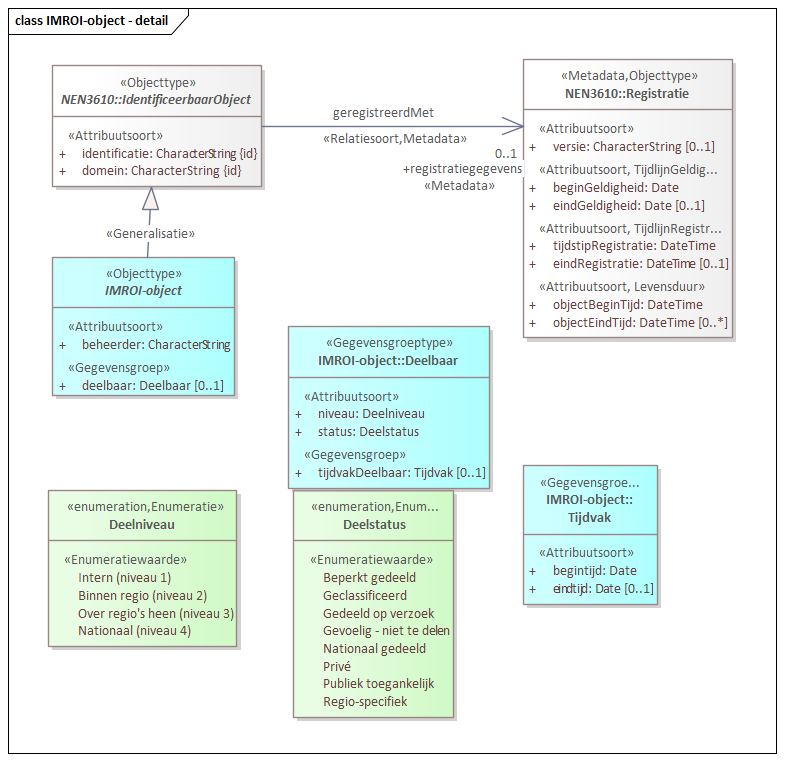 class IMROI-object - detail
«Objecttype»
NEN3610::IdentificeerbaarObject
«Attribuutsoort»
+ identificatie: CharacterString {id}
+ domein: CharacterString {id}
geregistreerdMet
«Relatiesoort,Metadata»
0..1
+registratiegegevens
«Metadata»
«Metadata,Objecttype»
NEN3610::Registratie
«Attribuutsoort»
+ versie: CharacterString [0..1]
«Attribuutsoort, TijdlijnGeldig...
+ beginGeldigheid: Date
+ eindGeldigheid: Date [0..1]
«Attribuutsoort, TijdlijnRegistr...
+ tijdstipRegistratie: DateTime
+ eindRegistratie: DateTime [0..1]
«Attribuutsoort, Levensduur»
+ objectBeginTijd: DateTime
+ objectEindTijd: DateTime [0..*]
«Generalisatie»
«Objecttype»
IMROI-object
«Attribuutsoort»
+ beheerder: CharacterString
«Gegevensgroep»
+ deelbaar: Deelbaar [0..1]
«Gegevensgroeptype»
IMROI-object::Deelbaar
«Attribuutsoort»
+ niveau: Deelniveau
+ status: Deelstatus
«Gegevensgroep»
+ tijdvakDeelbaar: Tijdvak [0..1]
«enumeration,Enumeratie»
Deelniveau
«Enumeratiewaarde»
Intern (niveau 1)
Binnen regio (niveau 2)
Over regio's heen (niveau 3)
Nationaal (niveau 4)
«enumeration,Enum...
Deelstatus
«Enumeratiewaarde»
Beperkt gedeeld
Geclassificeerd
Gedeeld op verzoek
Gevoelig - niet te delen
Nationaal gedeeld
Privé
Publiek toegankelijk
Regio-specifiek
«Gegevensgroe...
IMROI-object::
Tijdvak
«Attribuutsoort»
+ begintijd: Date
+ eindtijd: Date [0..1]